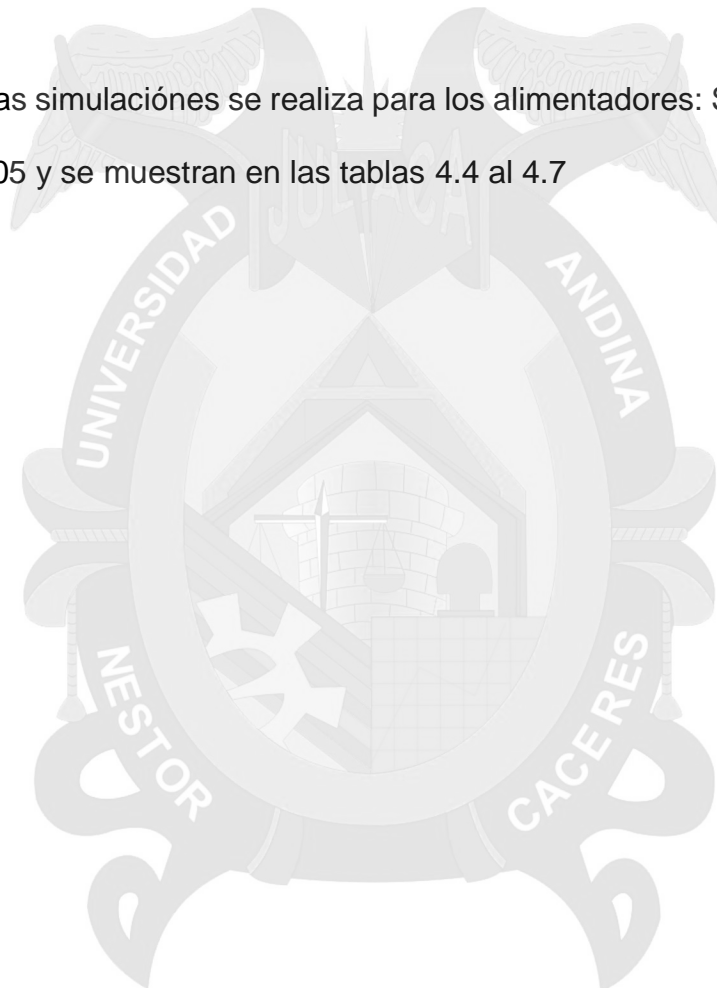 as simulaciónes se realiza para los alimentadores: S
05 y se muestran en las tablas 4.4 al 4.7
JULIACA
UNIVERSIDAD ANDINA
NESTOR CACERES